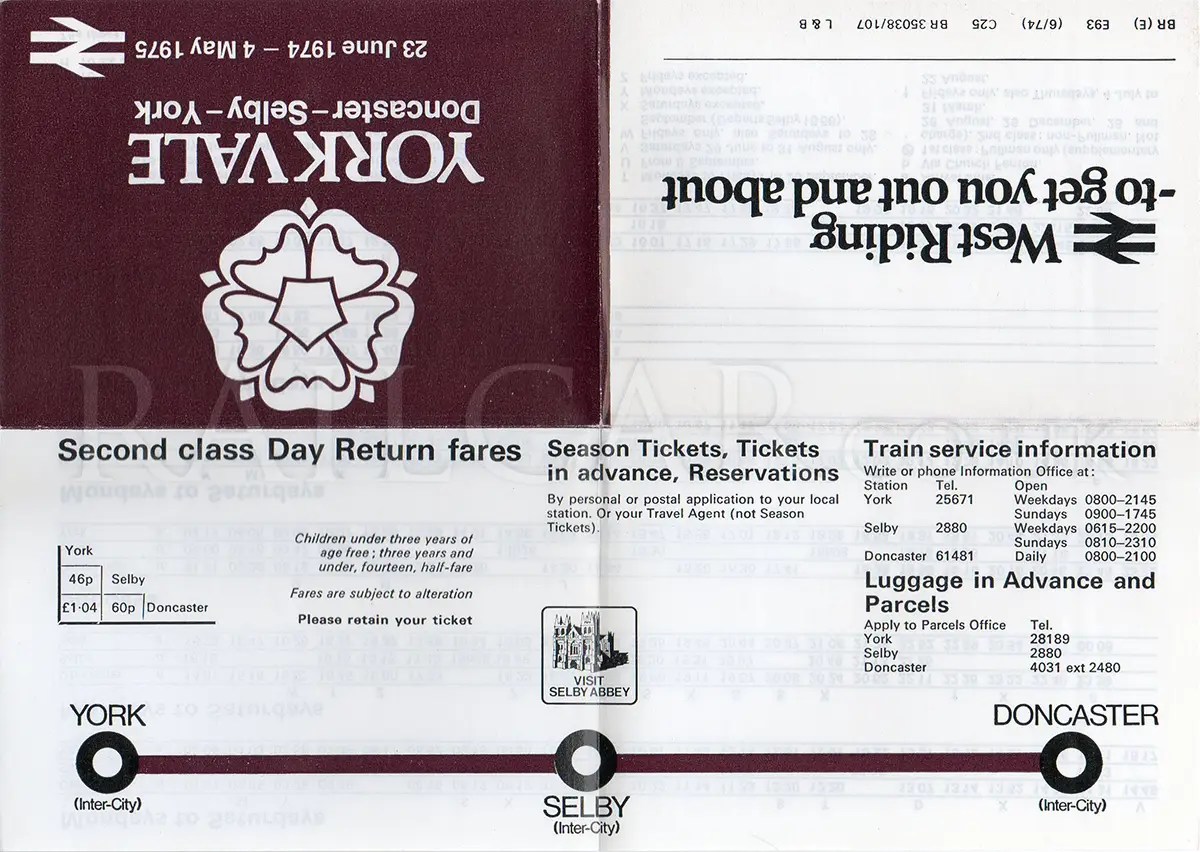 YORK VALE
Doncaster–Selby–York
23 June 1974 – 4 May 1975
West Riding
-to get you out and about
BR (E) E93 (6/74) C25 BR 35038/107 L & B
RAILCAR.co.uk
Second class Day Return fares
York
46p Selby
£1·04 60p Doncaster
Children under three years of
age free; three years and
under, fourteen, half-fare
Fares are subject to alteration
Please retain your ticket
Season Tickets, Tickets
in advance, Reservations
By personal or postal application to your local
station. Or your Travel Agent (not Season
Tickets).
Train service information
Write or phone Information Office at:
Station Tel. Open
York 25671 Weekdays 0800–2145
Sundays 0900–1745
Selby 2880 Weekdays 0615–2200
Sundays 0810–2310
Doncaster 61481 Daily 0800–2100
Luggage in Advance and
Parcels
Apply to Parcels Office Tel.
York 28189
Selby 2880
Doncaster 4031 ext 2480
VISIT
SELBY ABBEY
YORK
(Inter-City)
SELBY
(Inter-City)
DONCASTER
(Inter-City)